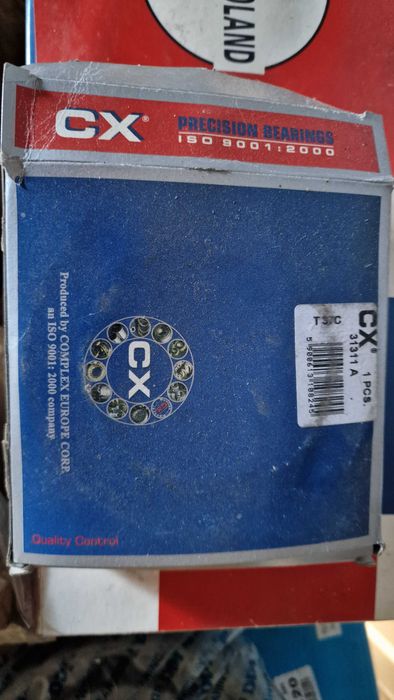 OLAND
CX®
PRECISION BEARINGS
ISO 9001:2000
Produced by COMPLEX EUROPE CORP.
an ISO 9001: 2000 company
CX
CX®
31311 A
1 PCS.
Quality Control